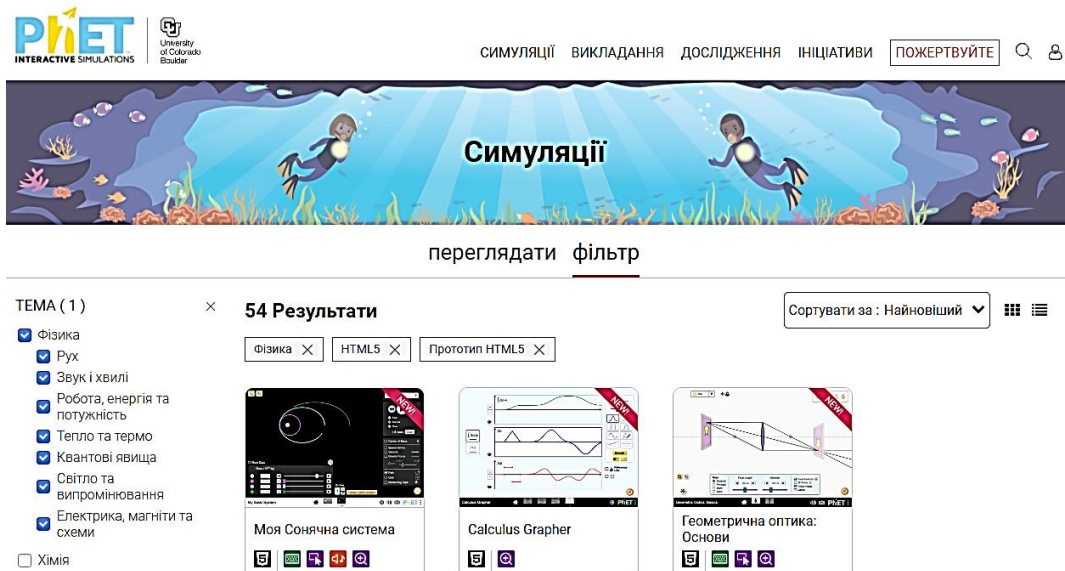 PhET
INTERACTIVE SIMULATIONS
University
of Colorado
Boulder
СИМУЛЯЦІЇ ВИКЛАДАННЯ ДОСЛІДЖЕННЯ ІНІЦІАТИВИ ПОЖЕРТВУЙТЕ
Симуляції
переглядати фільтр
ТЕМА ( 1 )
Фізика
Рух
Звук і хвилі
Робота, енергія та
потужність
Тепло та термо
Квантові явища
Світло та
випромінювання
Електрика, магніти та
схеми
Хімія
54 Результати
Сортувати за : Найновіший
Фізика
HTML5
Прототип HTML5
NEW!
Моя Сонячна система
NEW!
Calculus Grapher
NEW!
Геометрична оптика:
Основи